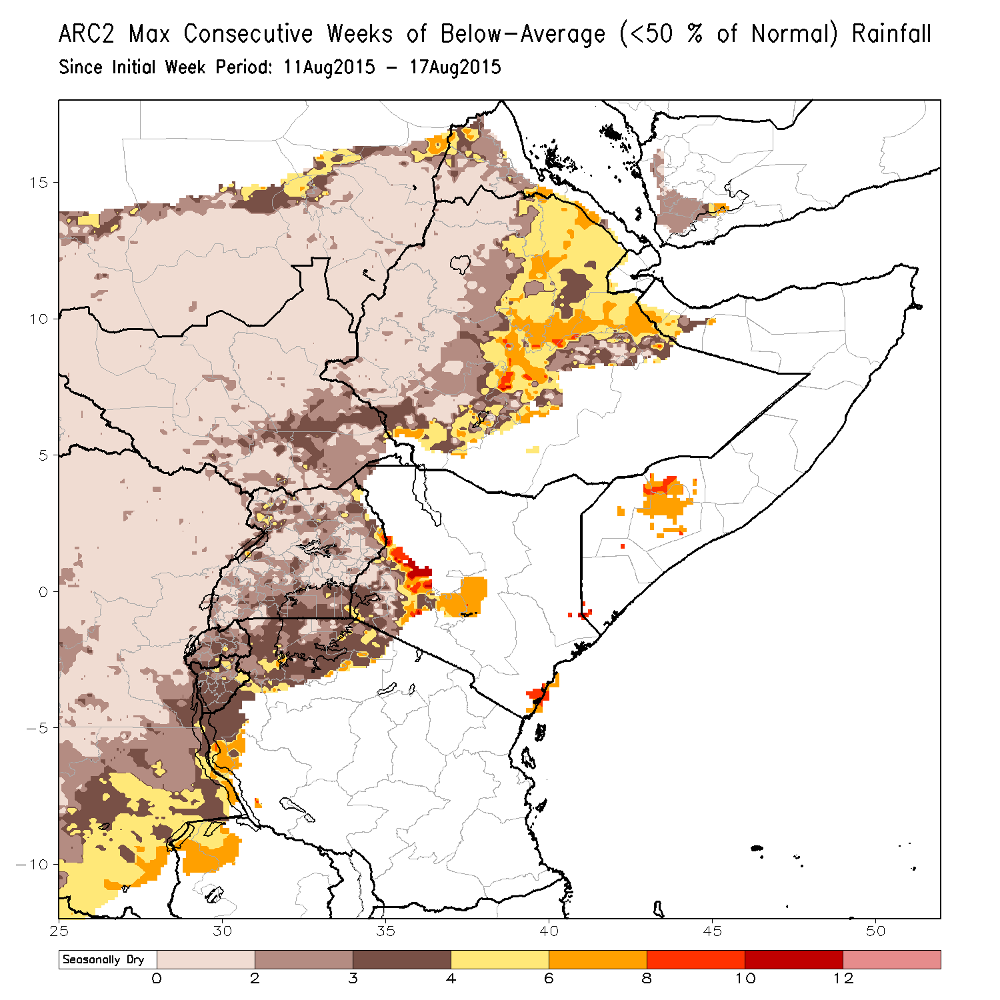 ARC2 Max Consecutive Weeks of Below-Average (<50 % of Normal) Rainfall
Since Initial Week Period: 11Aug2015 - 17Aug2015
15
10
5
0
-5
-10
25 30 35 40 45 50
Seasonally Dry
0 2 3 4 6 8 10 12